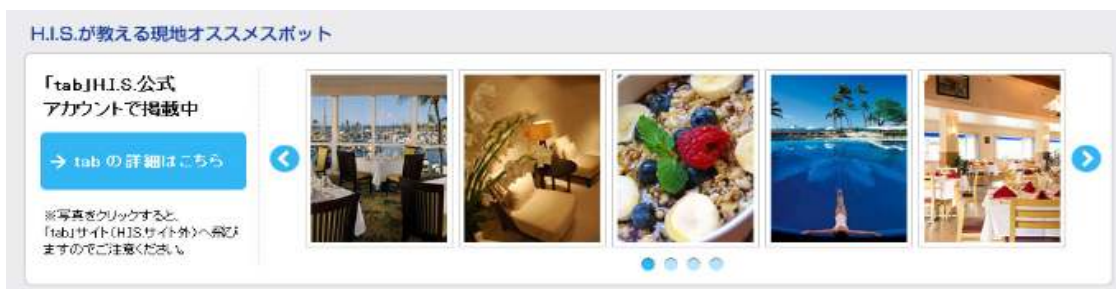 H.I.S.が教える現地オススメスポット
「tab」H.I.S.公式
アカウントで掲載中
→ tab の詳細はこちら
※写真をクリックすると、
「tab」サイト(H.I.Sサイト外)へ飛び
ますのでご注意ください。